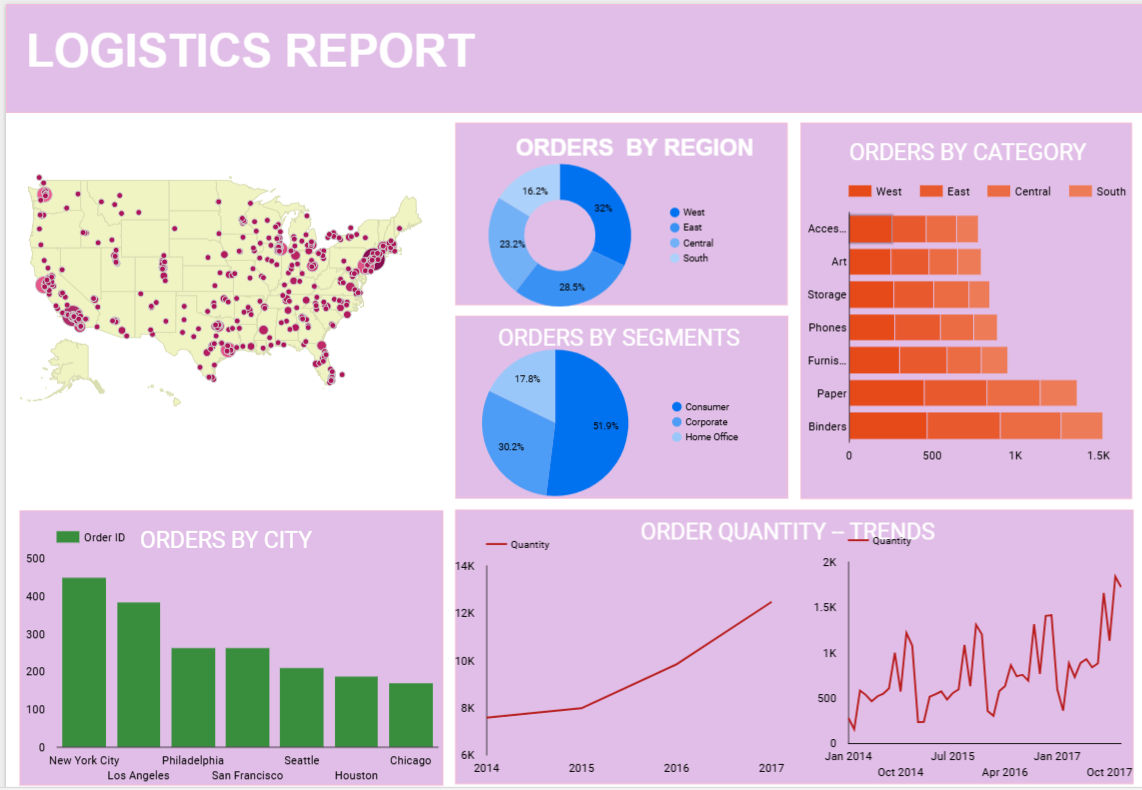 LOGISTICS REPORT
ORDERS BY REGION
16.2%
32%
23.2%
28.5%
West
East
Central
South
ORDERS BY SEGMENTS
17.8%
51.9%
30.2%
Consumer
Corporate
Home Office
ORDERS BY CATEGORY
West East Central South
Acces...
Art
Storage
Phones
Furnis...
Paper
Binders
0 500 1K 1.5K
ORDERS BY CITY
Order ID
500
400
300
200
100
0
New York City Philadelphia Seattle Chicago
Los Angeles San Francisco Houston
ORDER QUANTITY – TRENDS
Quantity
14K
12K
10K
8K
6K
2014 2015 2016 2017
Quantity
2K
1.5K
1K
500
0
Jan 2014 Jul 2015 Jan 2017
Oct 2014 Apr 2016 Oct 2017